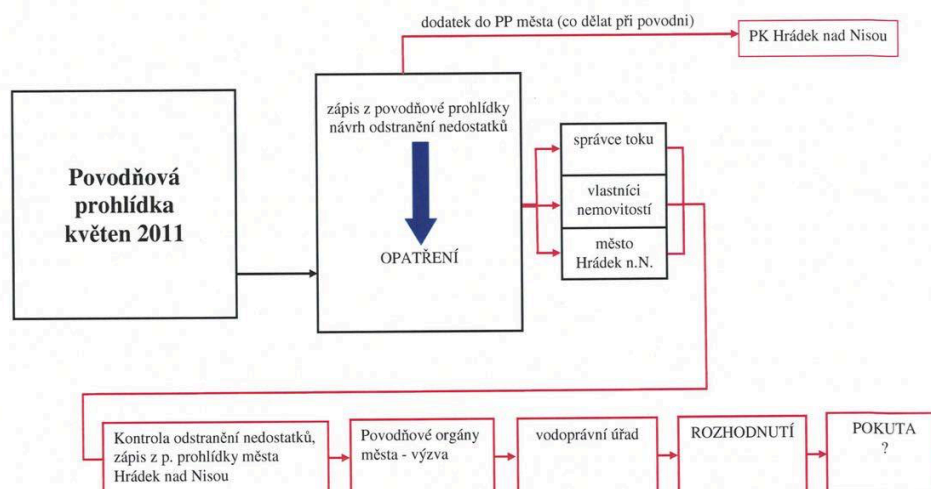 dodatek do PP města (co dělat při povodni)
PK Hrádek nad Nisou
Povodňová
prohlídka
květen 2011
zápis z povodňové prohlídky
návrh odstranění nedostatků
OPATŘENÍ
správce toku
vlastníci
nemovitostí
město
Hrádek n.N.
Kontrola odstranění nedostatků,
zápis z p. prohlídky města
Hrádek nad Nisou
Povodňové orgány
města - výzva
vodoprávní úřad
ROZHODNUTÍ
POKUTA
?